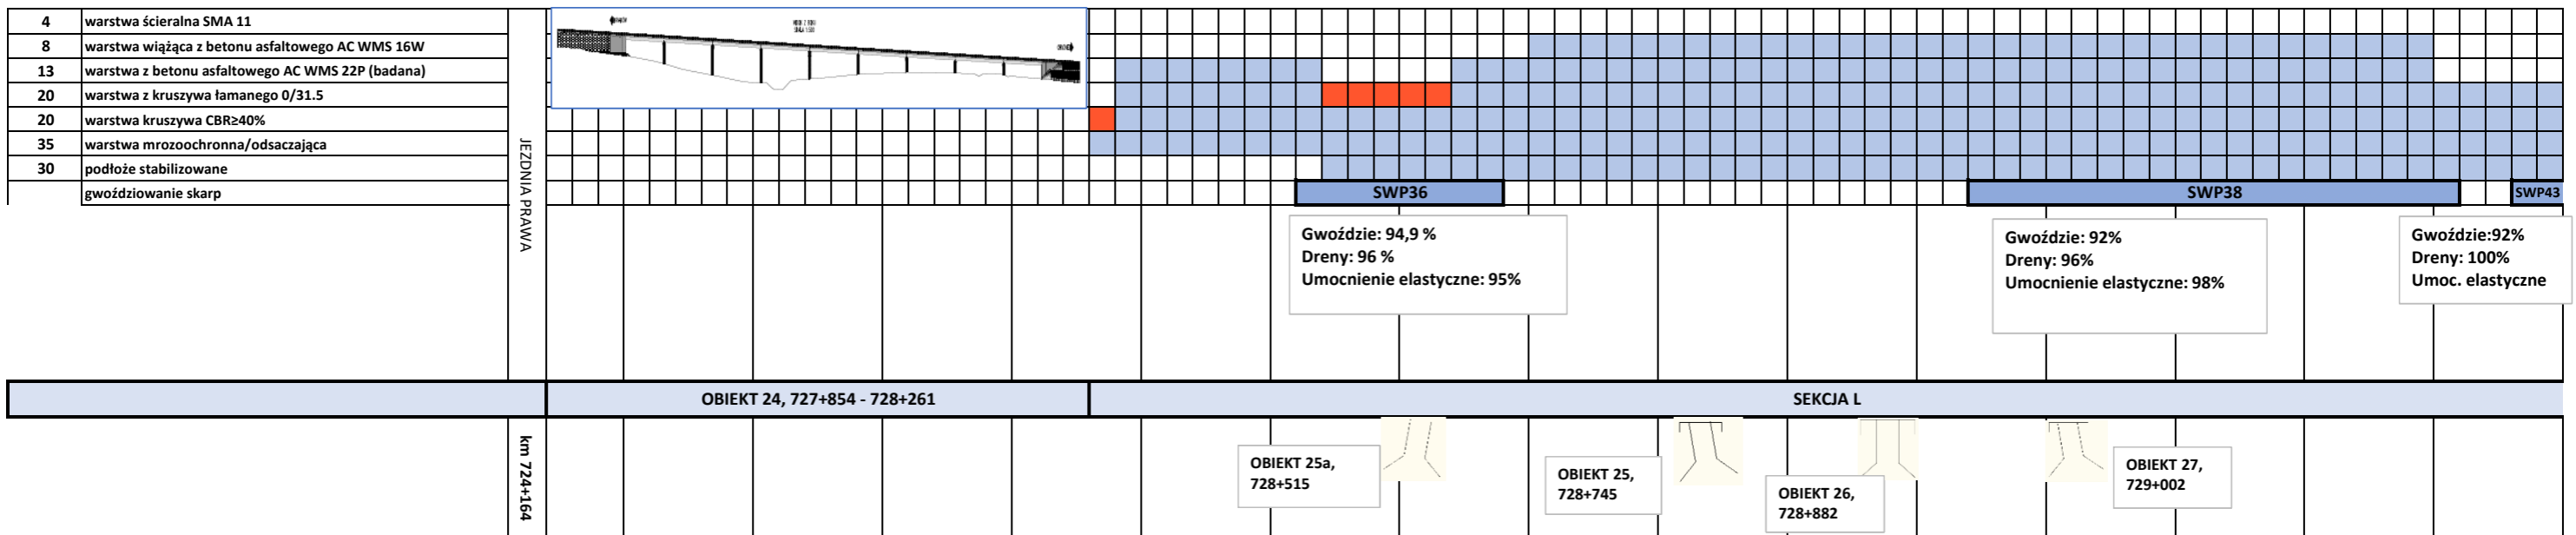 4 warstwa ścieralna SMA 11
8 warstwa wiążąca z betonu asfaltowego AC WMS 16W
13 warstwa z betonu asfaltowego AC WMS 22P (badana)
20 warstwa z kruszywa łamanego 0/31.5
20 warstwa kruszywa CBR≥40%
35 warstwa mrozoochronna/odsaczająca
30 podłoże stabilizowane
gwoździowanie skarp
JEZDNIA PRAWA
SWP36
SWP38
SWP43
Gwoździe: 94,9 %
Dreny: 96 %
Umocnienie elastyczne: 95%
Gwoździe: 92%
Dreny: 96%
Umocnienie elastyczne: 98%
Gwoździe:92%
Dreny: 100%
Umoc. elastyczne
OBIEKT 24, 727+854 - 728+261
SEKCJA L
km 724+164
OBIEKT 25a,
728+515
OBIEKT 25,
728+745
OBIEKT 26,
728+882
OBIEKT 27,
729+002